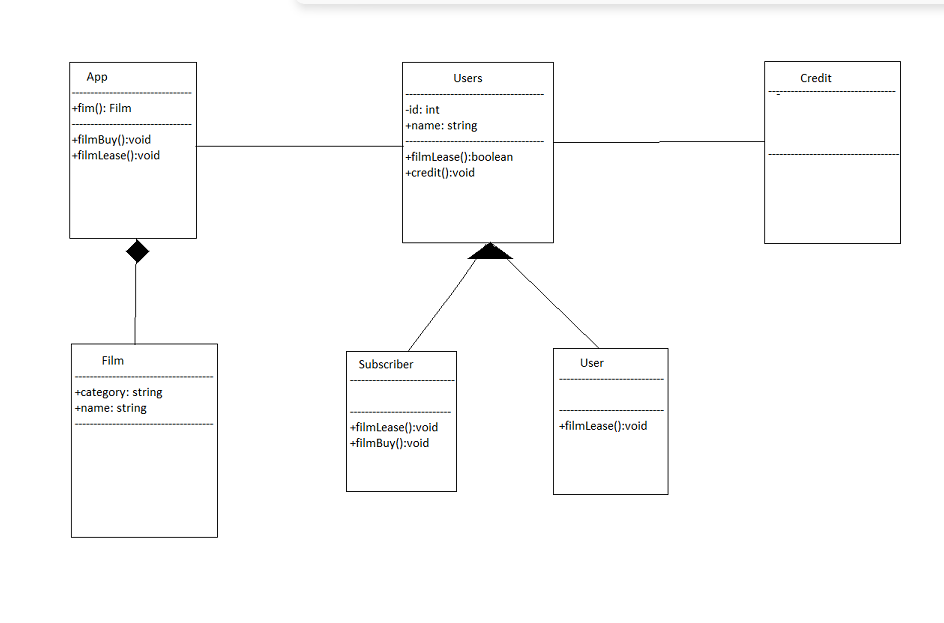 App
+fim(): Film
+filmBuy():void
+filmLease():void
Users
-id: int
+name: string
+filmLease():boolean
+credit():void
Credit
-
Film
+category: string
+name: string
Subscriber
+filmLease():void
+filmBuy():void
User
+filmLease():void